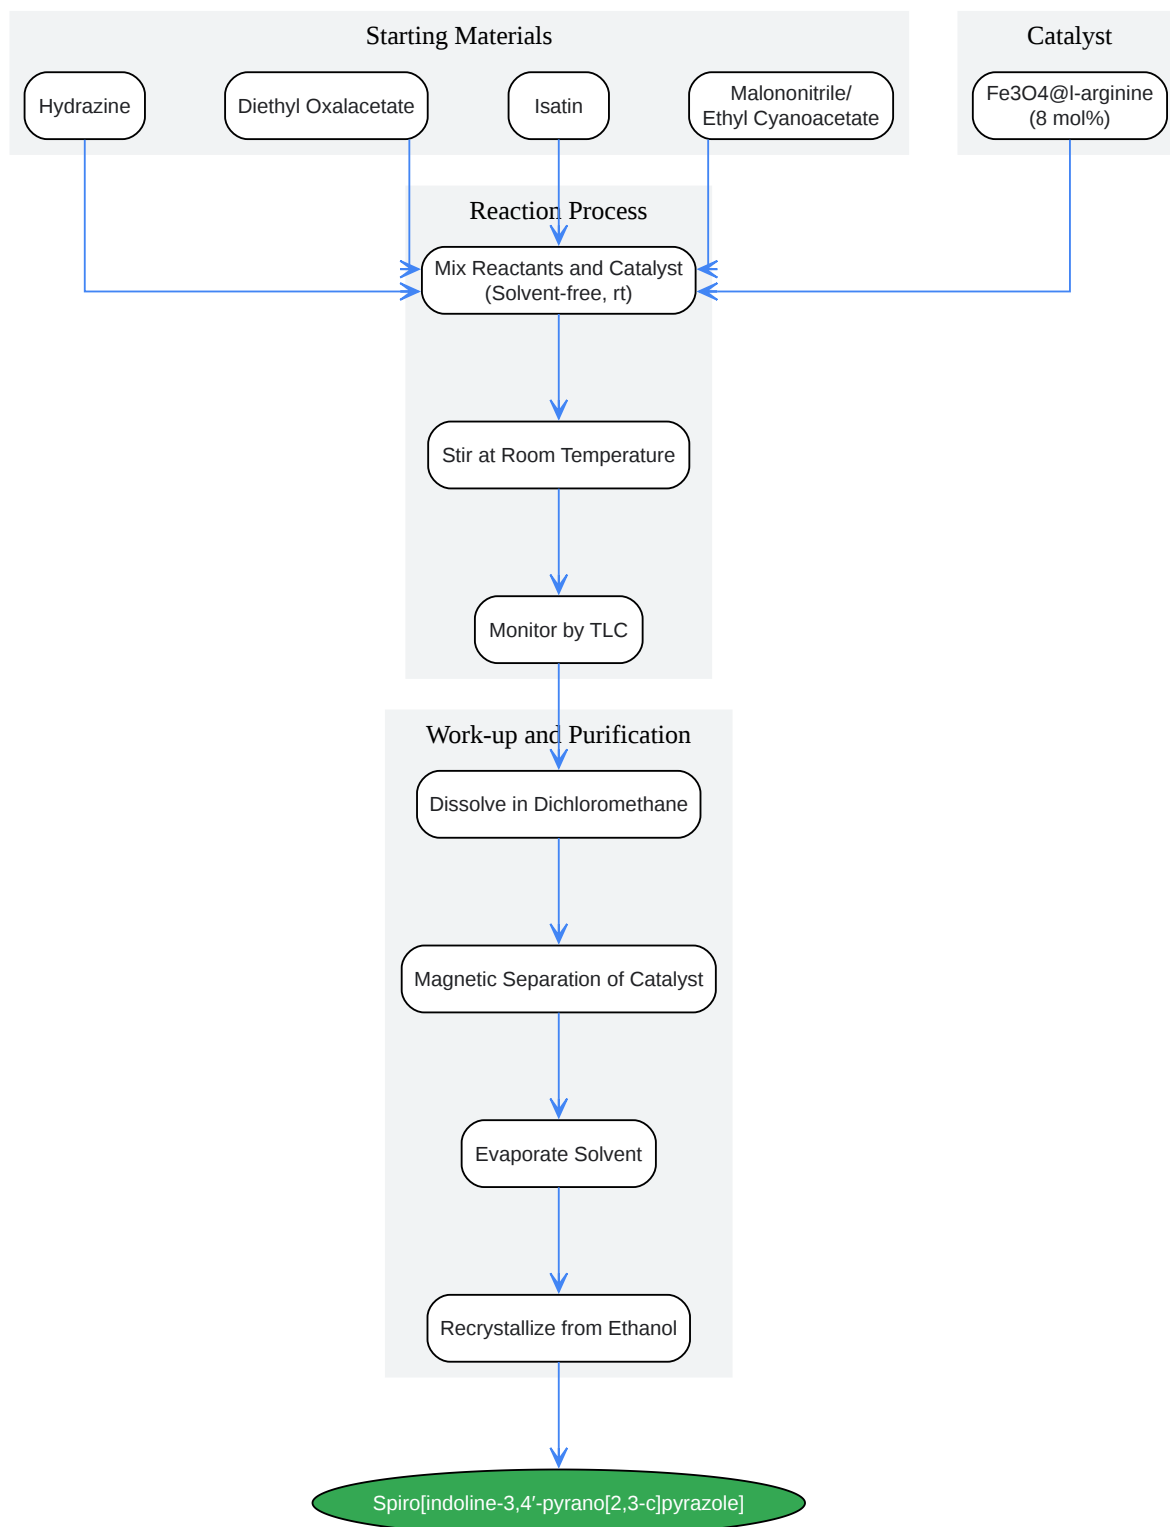 Starting Materials
Catalyst
Hydrazine
Diethyl Oxalacetate
Isatin
Malononitrile/
Ethyl Cyanoacetate
Fe3O4@l-arginine
(8 mol%)
Reaction Process
Mix Reactants and Catalyst
(Solvent-free, rt)
Stir at Room Temperature
Monitor by TLC
Work-up and Purification
Dissolve in Dichloromethane
Magnetic Separation of Catalyst
Evaporate Solvent
Recrystallize from Ethanol
Spiro[indoline-3,4′-pyrano[2,3-c]pyrazole]